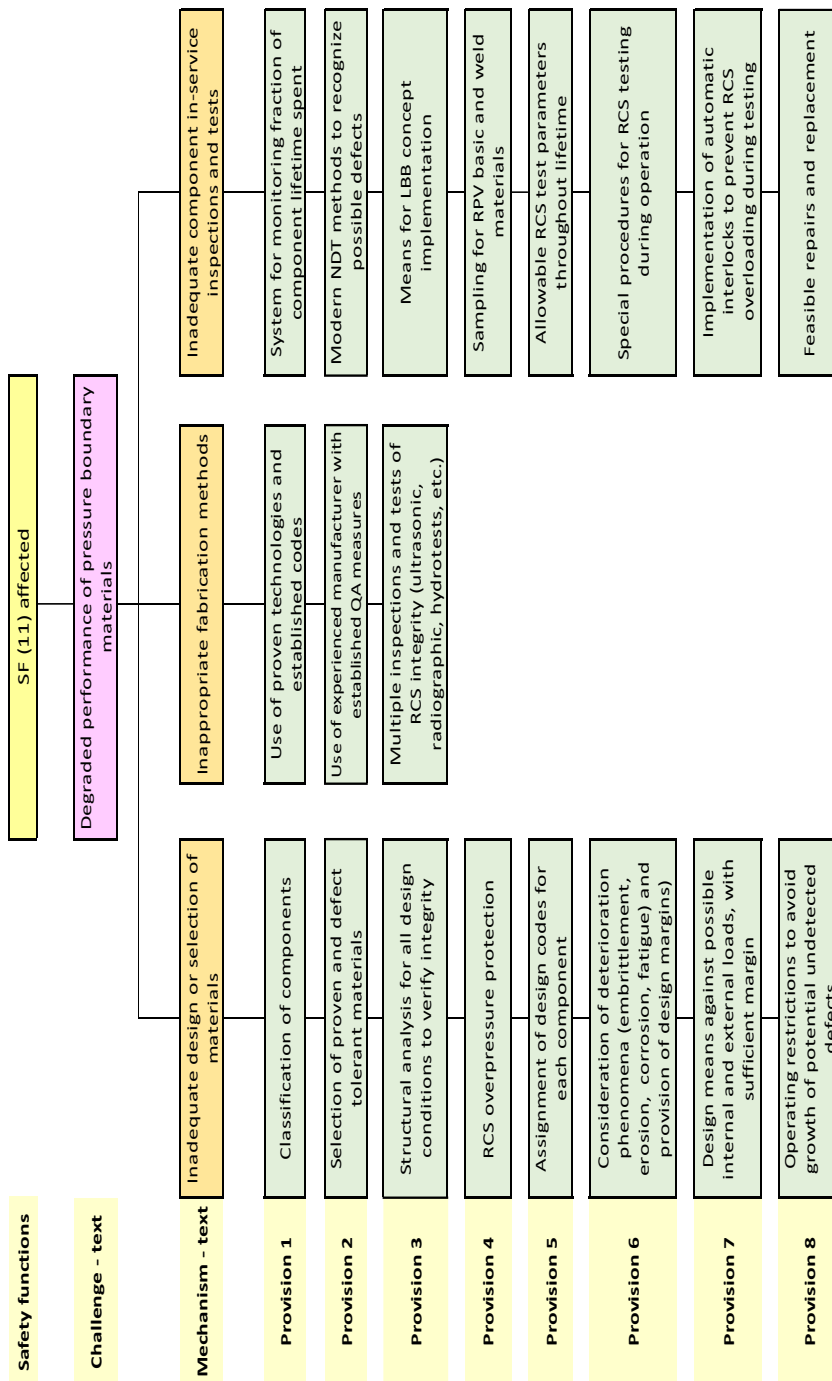 Safety functions
SF (11) affected
Challenge - text
Degraded performance of pressure boundary
materials
Mechanism - text
Inadequate design or selection of
materials
Inappropriate fabrication methods
Inadequate component in-service
inspections and tests
Provision 1
Classification of components
Use of proven technologies and
established codes
System for monitoring fraction of
component lifetime spent
Provision 2
Selection of proven and defect
tolerant materials
Use of experienced manufacturer with
established QA measures
Modern NDT methods to recognize
possible defects
Provision 3
Structural analysis for all design
conditions to verify integrity
Multiple inspections and tests of
RCS integrity (ultrasonic,
radiographic, hydrotests, etc.)
Means for LBB concept
implementation
Provision 4
RCS overpressure protection
Sampling for RPV basic and weld
materials
Provision 5
Assignment of design codes for
each component
Allowable RCS test parameters
throughout lifetime
Provision 6
Consideration of deterioration
phenomena (embrittlement,
erosion, corrosion, fatigue) and
provision of design margins)
Special procedures for RCS testing
during operation
Provision 7
Design means against possible
internal and external loads, with
sufficient margin
Implementation of automatic
interlocks to prevent RCS
overloading during testing
Provision 8
Operating restrictions to avoid
growth of potential undetected
defects
Feasible repairs and replacement